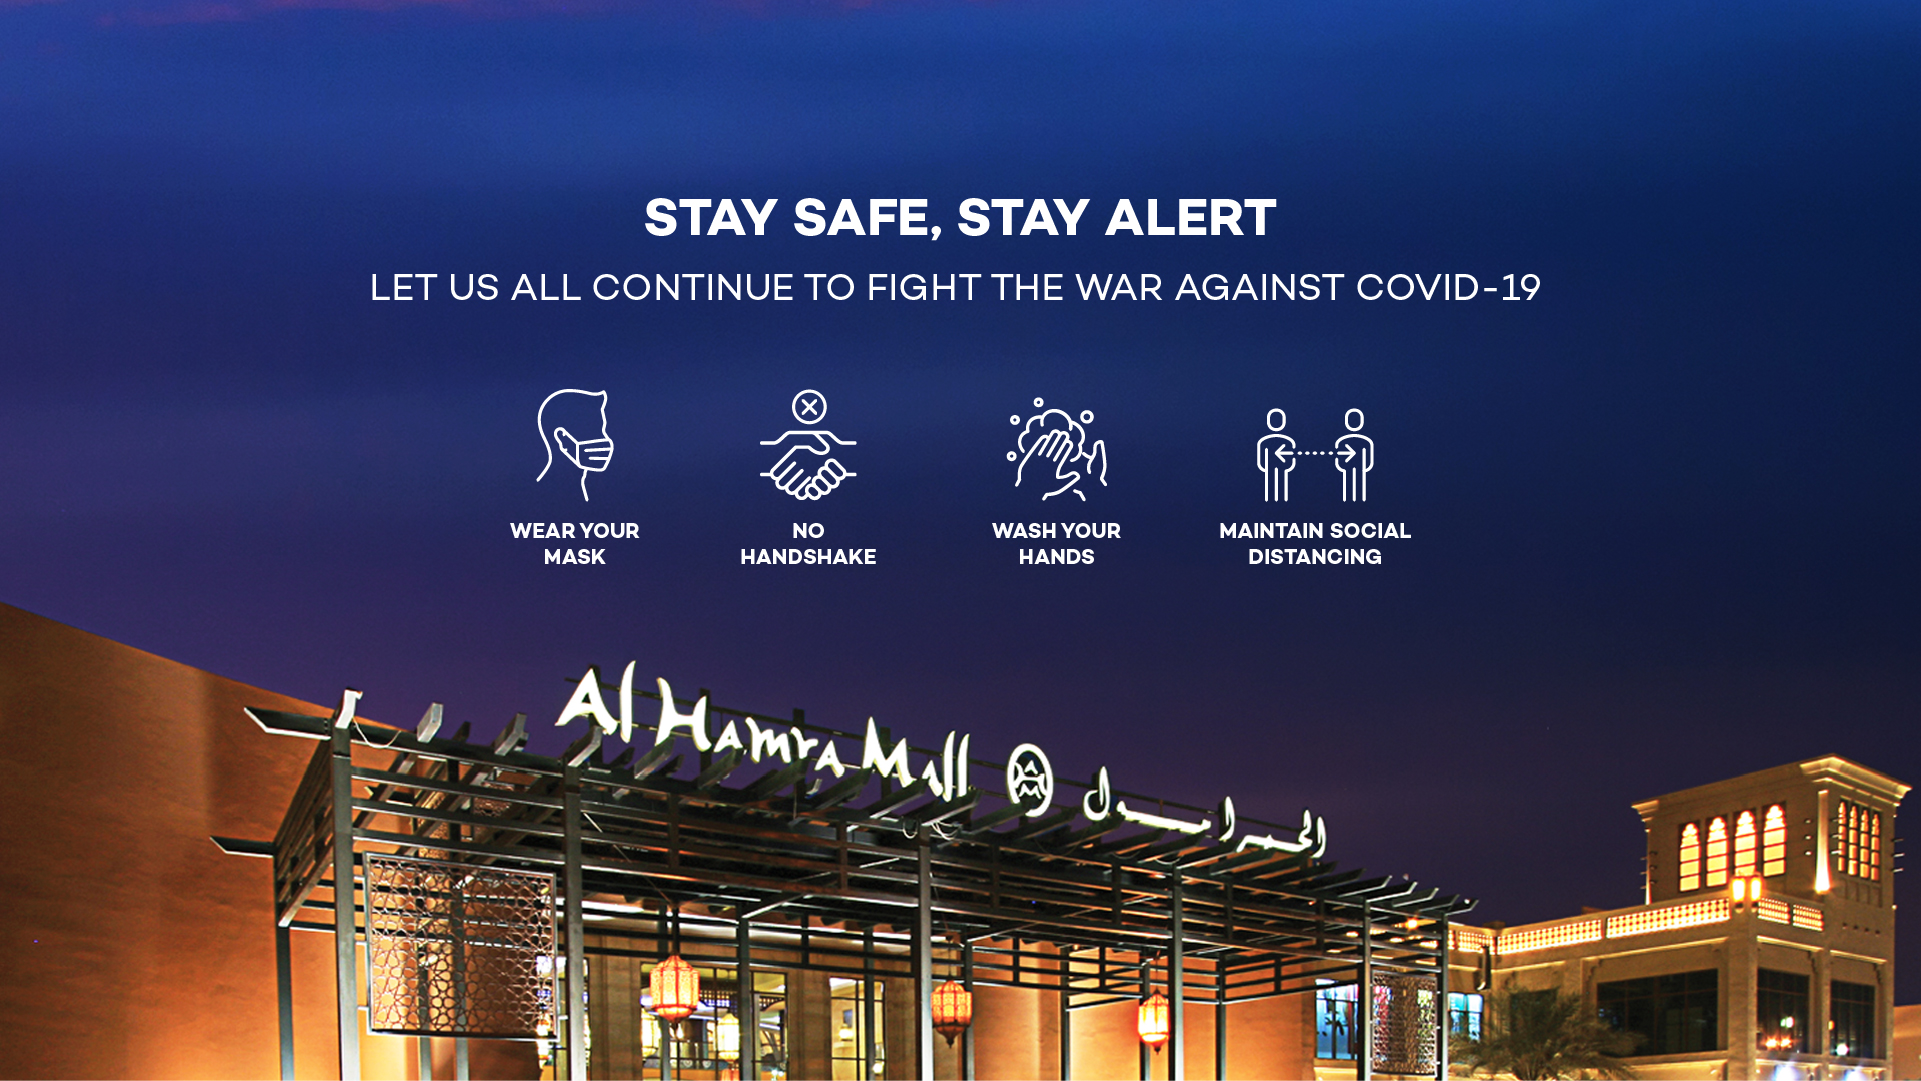 STAY SAFE, STAY ALERT
LET US ALL CONTINUE TO FIGHT THE WAR AGAINST COVID-19
WEAR YOUR
MASK
NO
HANDSHAKE
WASH YOUR
HANDS
MAINTAIN SOCIAL
DISTANCING
Al Hamra Mall
الحمرا مول